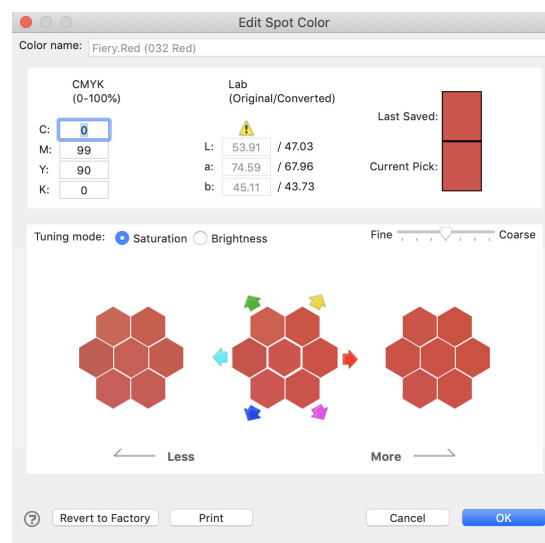 Edit Spot Color
Color name: Fiery.Red (032 Red)
CMYK
(0-100%)
Lab
(Original/Converted)
C: 0
M: 99
Y: 90
K: 0
L: 53.91 / 47.03
a: 74.59 / 67.96
b: 45.11 / 43.73
Last Saved:
Current Pick:
Tuning mode: Saturation Brightness
Fine Coarse
Less
More
? Revert to Factory Print Cancel OK